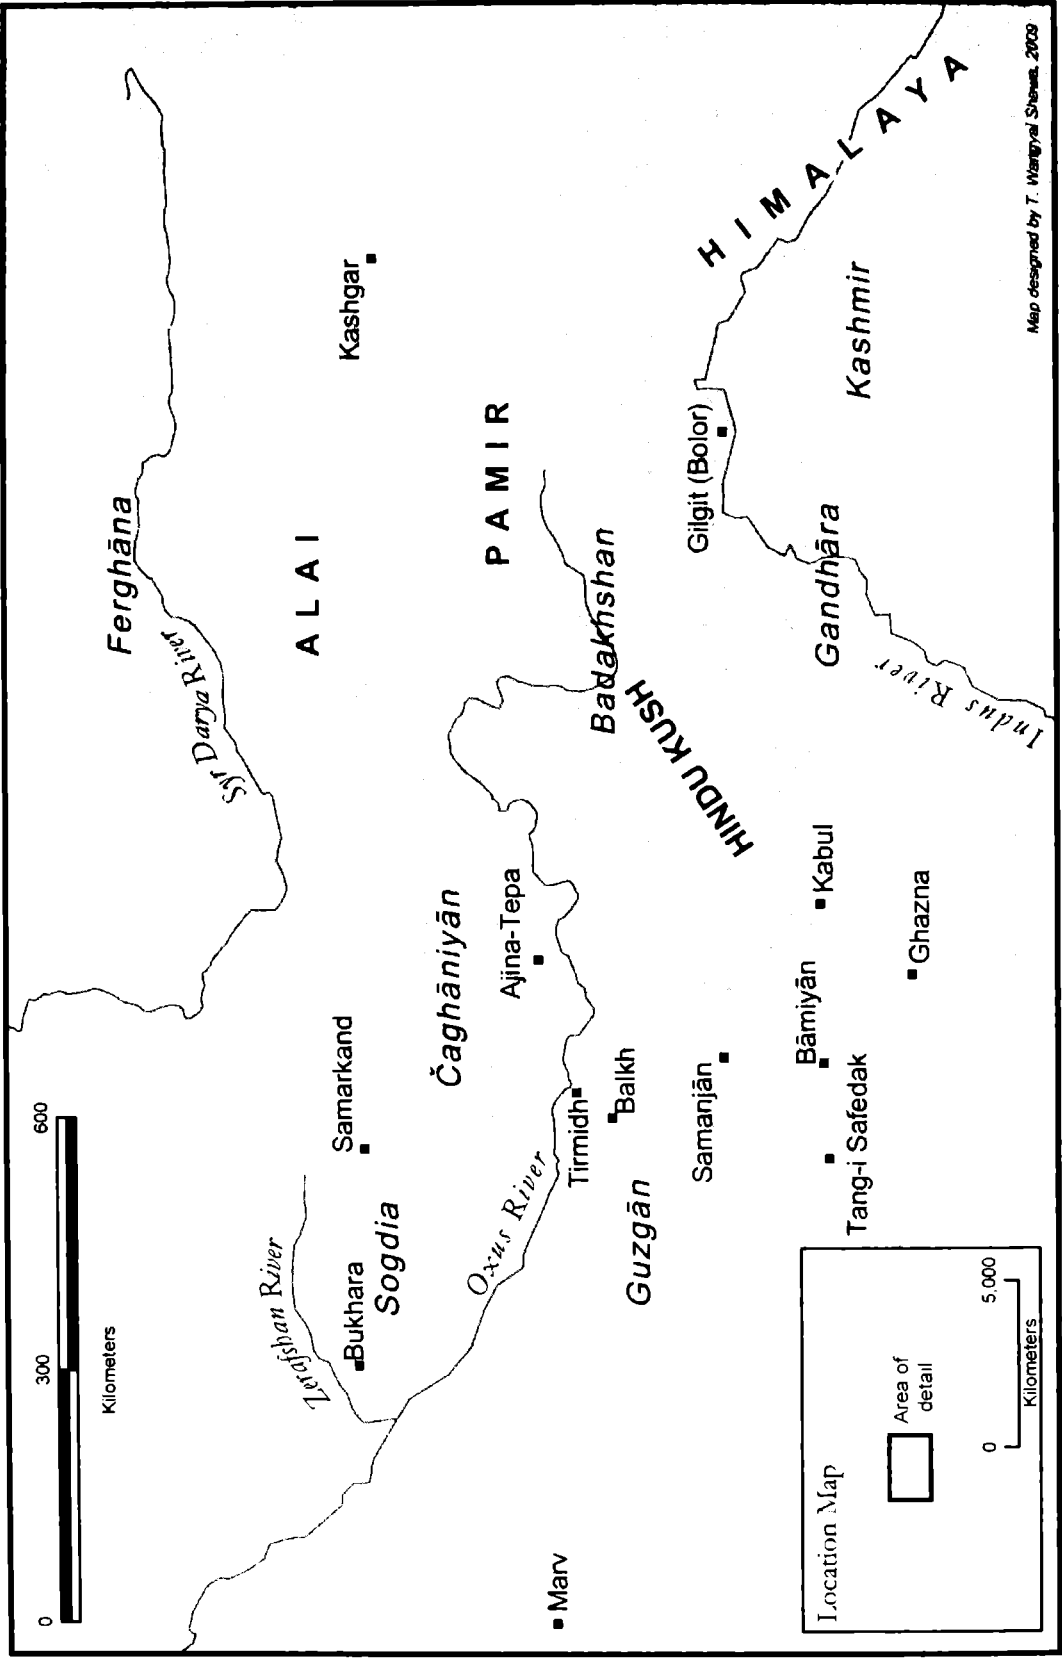 0 300 600
Kilometers
Ferghāna
Syr Darya River
ALAI
Kashgar
Zerafshan River
Samarkand
Bukhara
Sogdia
Čaghāniyān
PAMIR
Oxus River
Ajina-Tepa
Marv
Tirmidh
Balkh
Badakhshan
Guzgān
HINDU KUSH
Samanjān
Gilgit (Bolor)
HIMALAYA
Bāmiyān
Kabul
Gandhāra
Kashmir
Tang-i Safedak
Ghazna
Indus River
Location Map
Area of
detail
0 5,000
Kilometers
Map designed by T. Wangyal Shawa, 2009